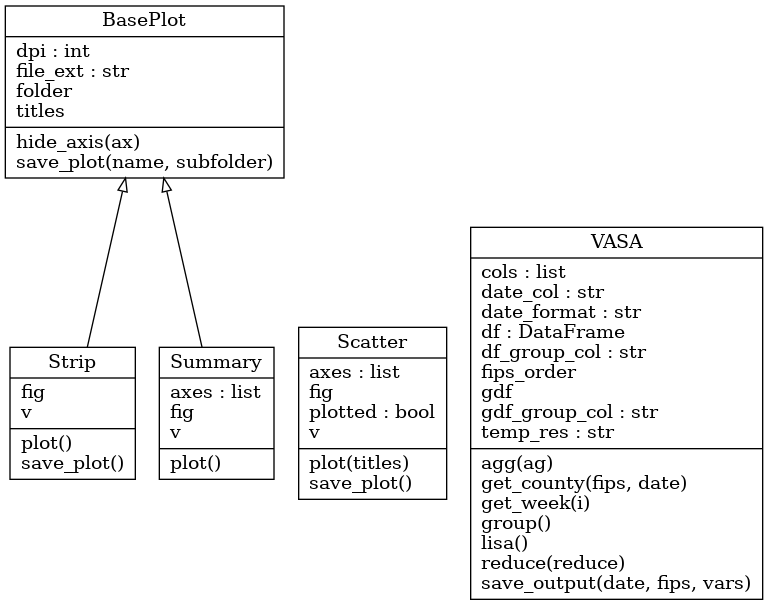 BasePlot
dpi : int
file_ext : str
folder
titles
hide_axis(ax)
save_plot(name, subfolder)
Strip
fig
v
plot()
save_plot()
Summary
axes : list
fig
v
plot()
Scatter
axes : list
fig
plotted : bool
v
plot(titles)
save_plot()
VASA
cols : list
date_col : str
date_format : str
df : DataFrame
df_group_col : str
fips_order
gdf
gdf_group_col : str
temp_res : str
agg(ag)
get_county(fips, date)
get_week(i)
group()
lisa()
reduce(reduce)
save_output(date, fips, vars)